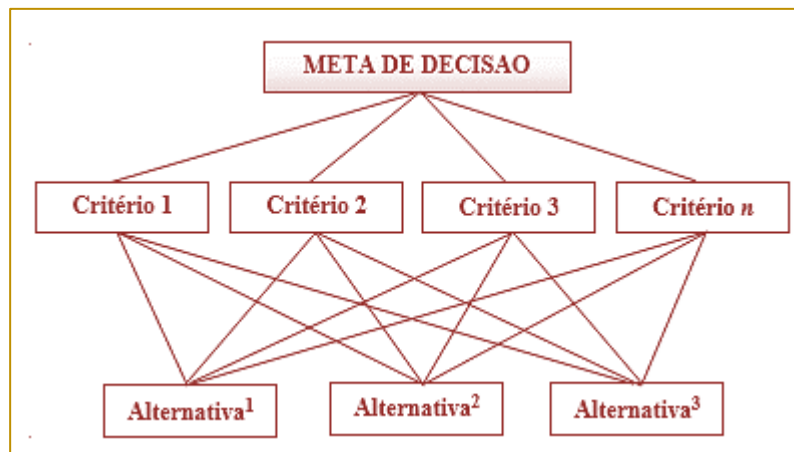 META DE DECISAO
Critério 1
Critério 2
Critério 3
Critério n
Alternativa¹
Alternativa²
Alternativa³